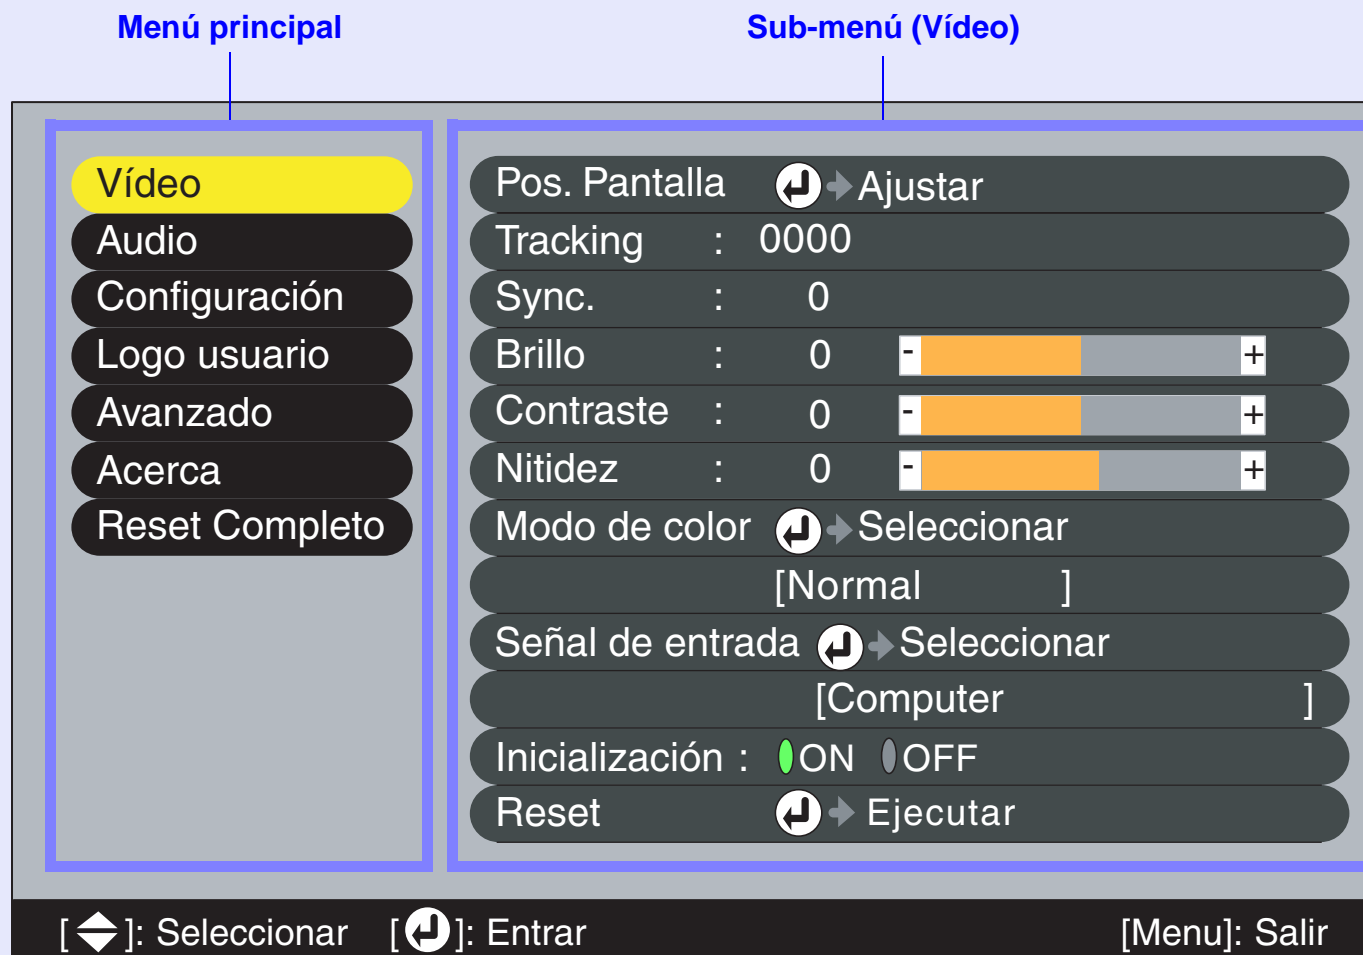 Menú principal
Sub-menú (Vídeo)
Vídeo
Audio
Configuración
Logo usuario
Avanzado
Acerca
Reset Completo
Pos. Pantalla Ajustar
Tracking : 0000
Sync. : 0
Brillo : 0 - +
Contraste : 0 - +
Nitidez : 0 - +
Modo de color Seleccionar
[Normal ]
Señal de entrada Seleccionar
[Computer ]
Inicialización : ON OFF
Reset Ejecutar
[ ]: Seleccionar [ ]: Entrar [Menu]: Salir